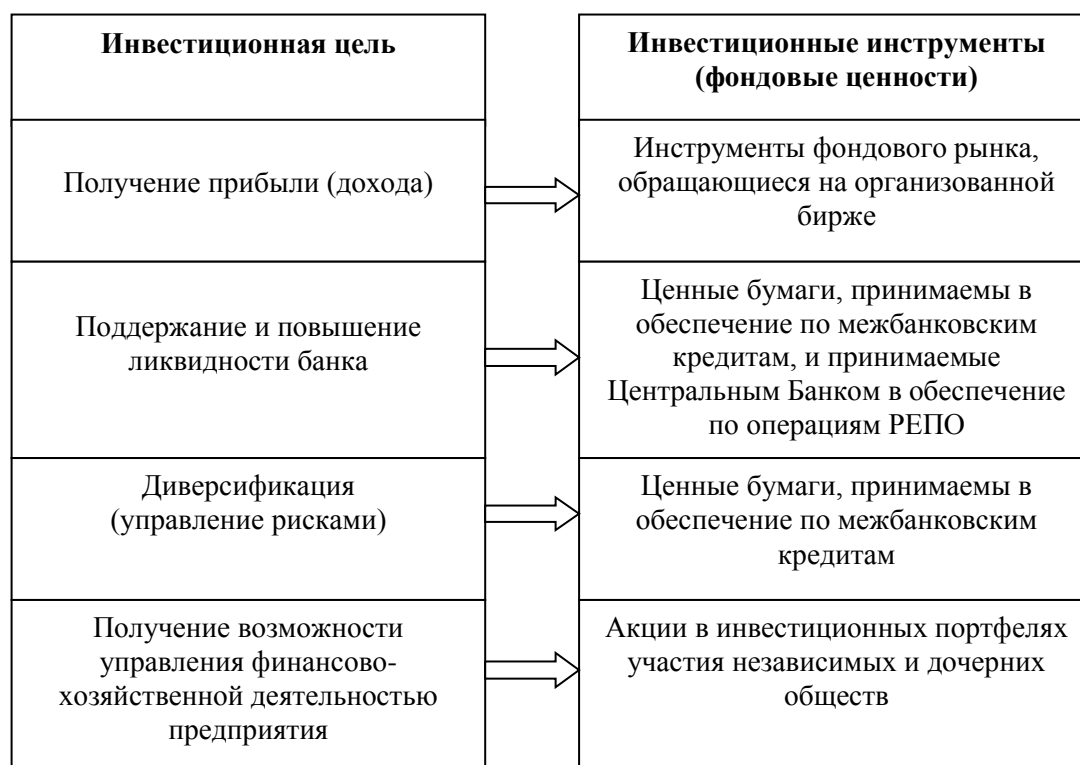 Инвестиционная цель
Инвестиционные инструменты
(фондовые ценности)
Получение прибыли (дохода)
Инструменты фондового рынка,
обращающиеся на организованной
бирже
Поддержание и повышение
ликвидности банка
Ценные бумаги, принимаемы в
обеспечение по межбанковским
кредитам, и принимаемые
Центральным Банком в обеспечение
по операциям РЕПО
Диверсификация
(управление рисками)
Ценные бумаги, принимаемы в
обеспечение по межбанковским
кредитам
Получение возможности
управления финансово-
хозяйственной деятельностью
предприятия
Акции в инвестиционных портфелях
участия независимых и дочерних
обществ